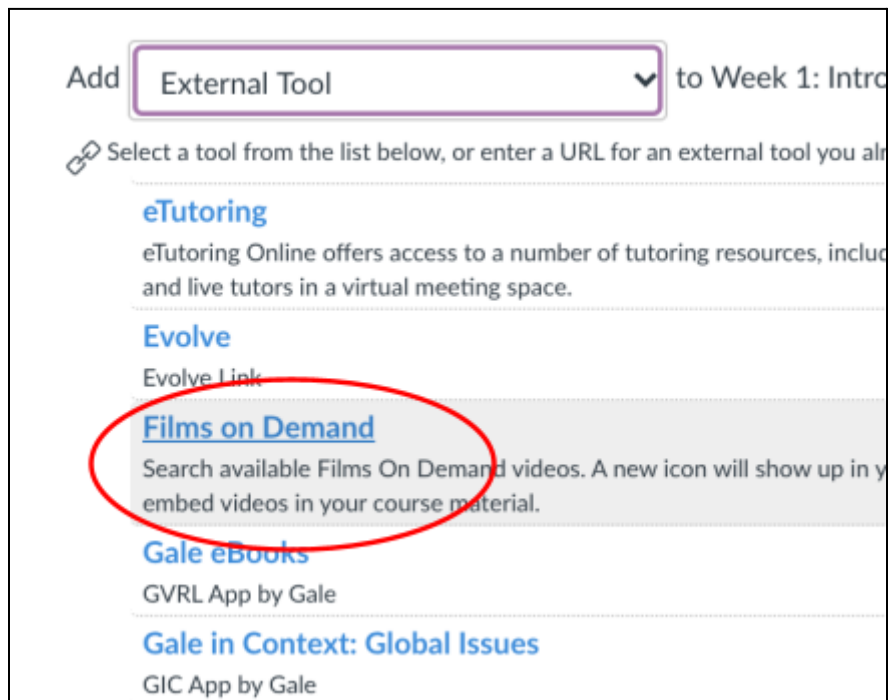 Add External Tool to Week 1: Intro
Select a tool from the list below, or enter a URL for an external tool you alr
eTutoring
eTutoring Online offers access to a number of tutoring resources, includ
and live tutors in a virtual meeting space.
Evolve
Evolve Link
Films on Demand
Search available Films On Demand videos. A new icon will show up in y
embed videos in your course material.
Gale eBooks
GVRL App by Gale
Gale in Context: Global Issues
GIC App by Gale